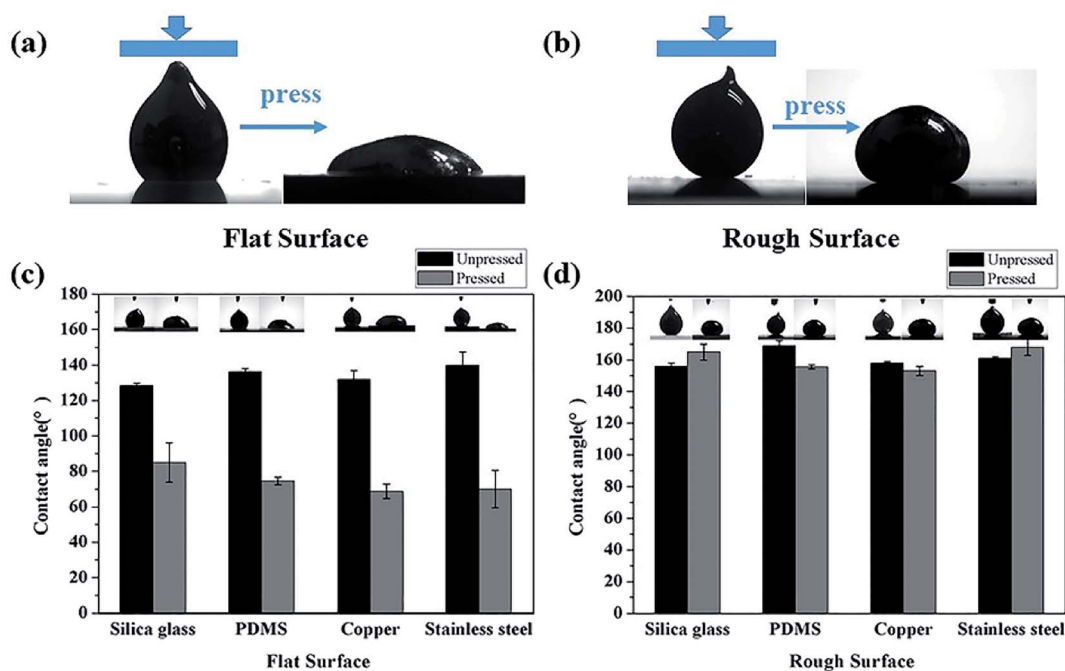 (a)
press
Flat Surface
(b)
press
Rough Surface
(c)
Unpressed
Pressed
180
160
140
120
100
80
60
40
20
0
Contact angle(° )
Silica glass PDMS Copper Stainless steel
Flat Surface
(d)
Unpressed
Pressed
200
180
160
140
120
100
80
60
40
20
0
Contact angle(° )
Silica glass PDMS Copper Stainless steel
Rough Surface